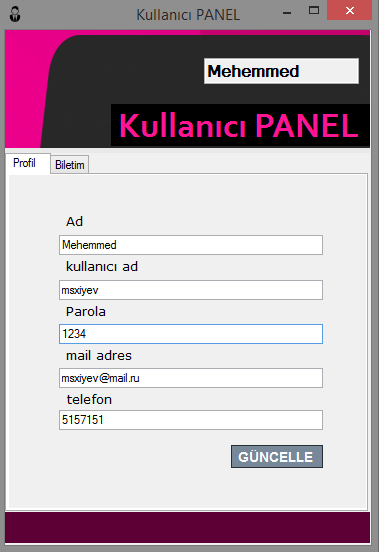 Kullanıcı PANEL
Mehemmed
Kullanıcı PANEL
Profil
Biletim
Ad
Mehemmed
kullanıcı ad
msxiyev
Parola
1234
mail adres
msxiyev@mail.ru
telefon
5157151
GÜNCELLE